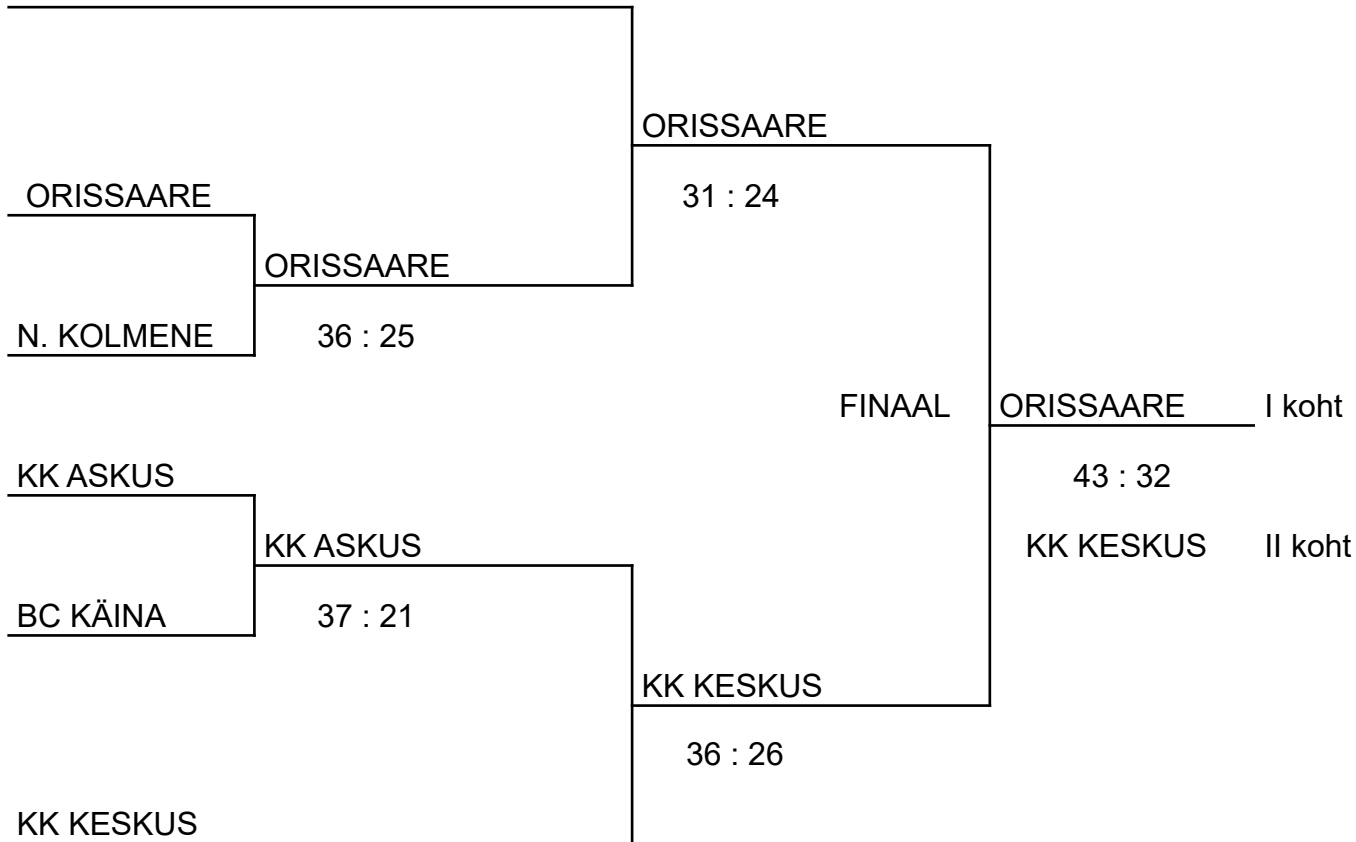 ORISSAARE
ORISSAARE 31 : 24
ORISSAARE
N. KOLMENE 36 : 25
FINAAL ORISSAARE I koht
KK ASKUS 43 : 32
KK ASKUS KK KESKUS II koht
BC KÄINA 37 : 21
KK KESKUS
36 : 26
KK KESKUS